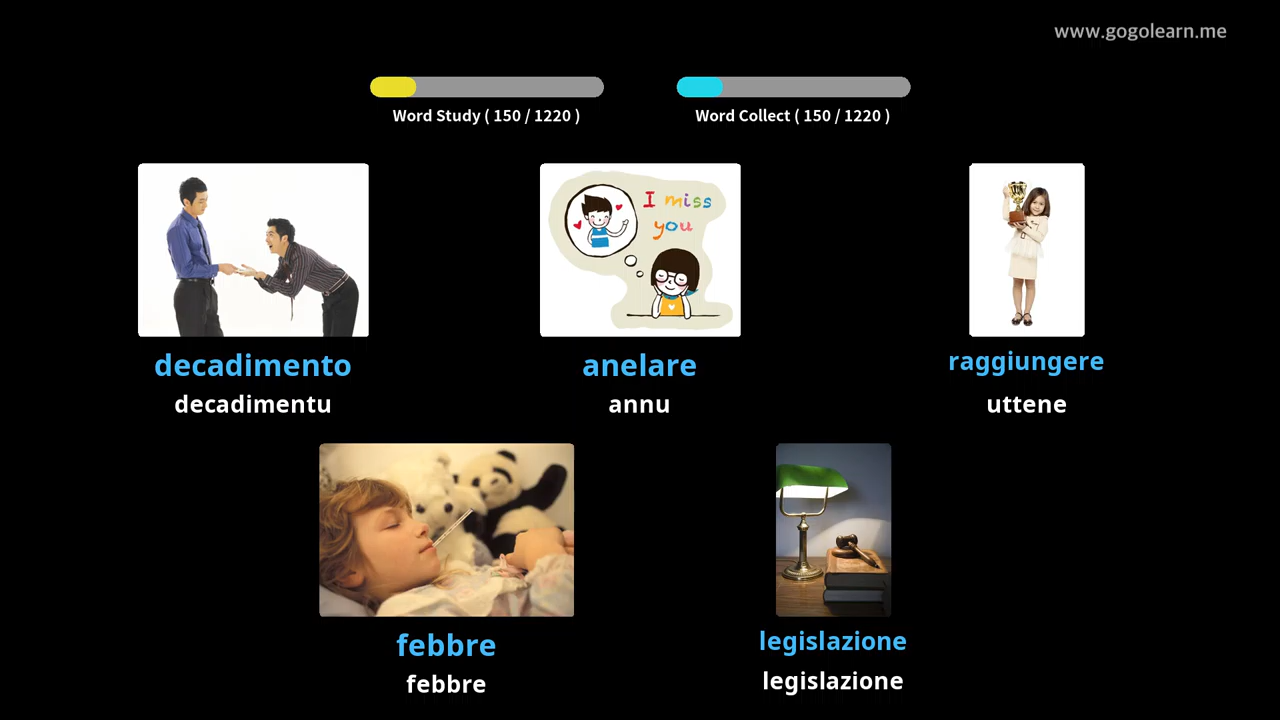 www.gogolearn.me
Word Study ( 150 / 1220 )
Word Collect ( 150 / 1220 )
I miss
you
decadimento
decadimentu
anelare
annu
raggiungere
uttene
febbre
febbre
legislazione
legislazione